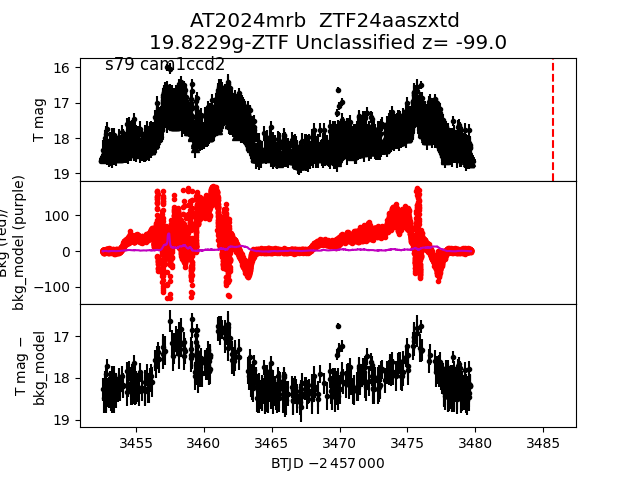 AT2024mrb  ZTF24aaszxtd
19.8229g-ZTF Unclassified z= -99.0
s79 cam1ccd2
T mag
16
17
18
19
Bkg (red)/
bkg_model (purple)
100
0
−100
T mag −
bkg_model
17
18
19
3455 3460 3465 3470 3475 3480 3485
BTJD −2 457 000